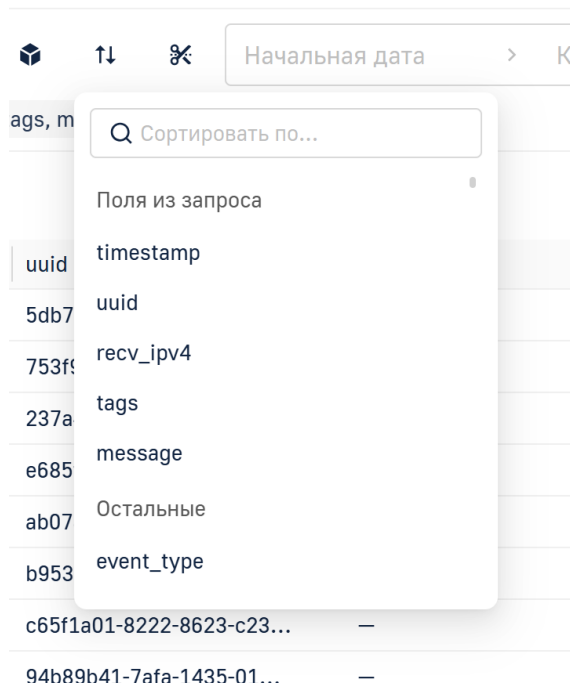 Начальная дата > К
ags, m
Сортировать по...
Поля из запроса
timestamp
uuid
uuid
recv_ipv4
tags
message
Остальные
event_type
5db7
753f9
237a
e685
ab07
b953
c65f1a01-8222-8623-c23... —
94b89b41-7afa-1435-01... —